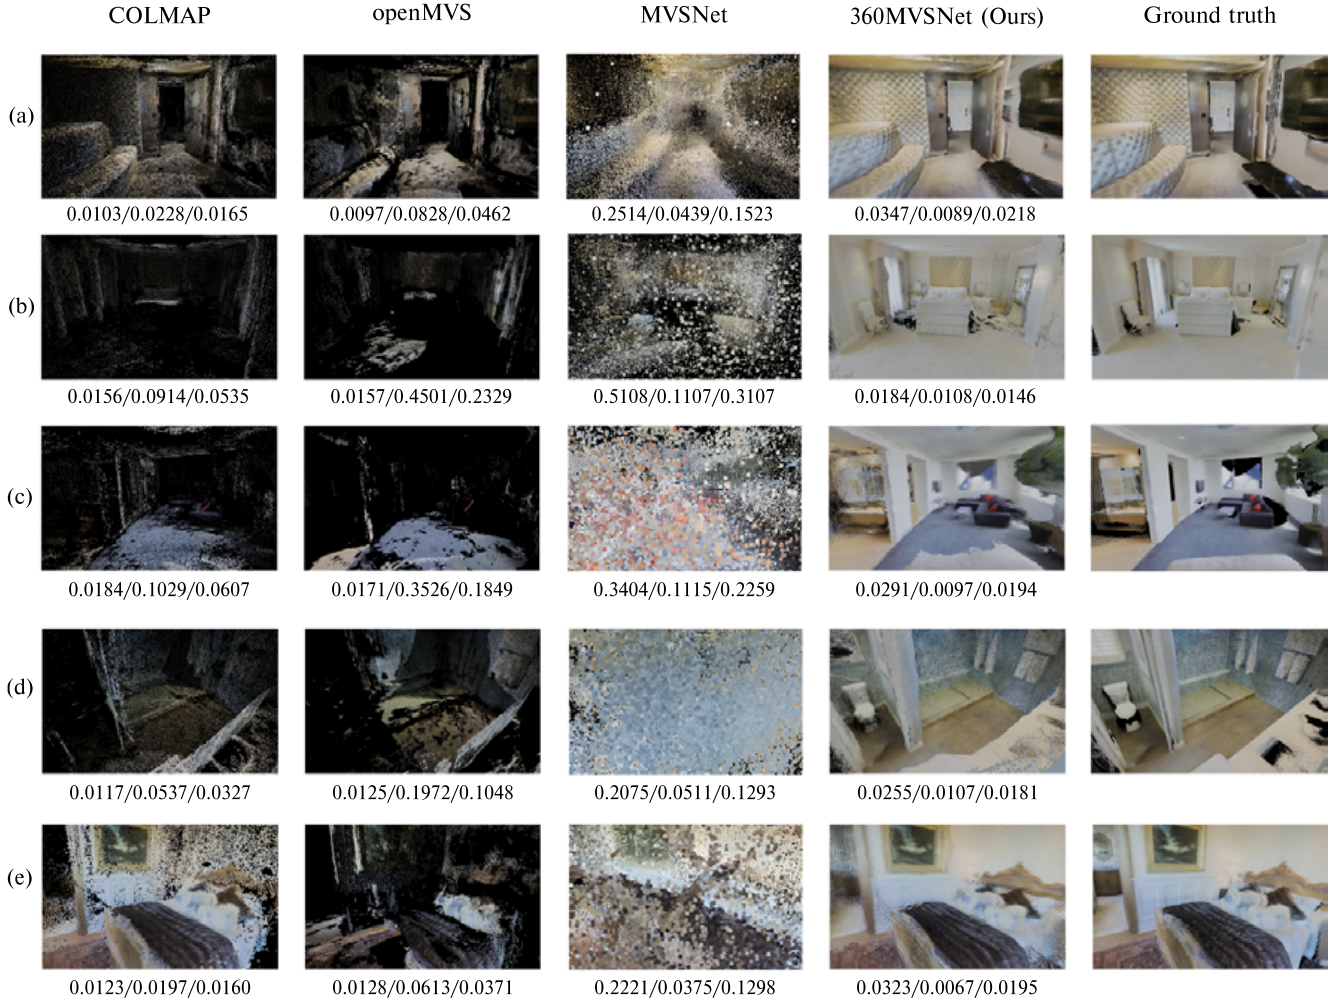 COLMAP openMVS MVSNet 360MVSNet (Ours) Ground truth
(a)
0.0103/0.0228/0.0165 0.0097/0.0828/0.0462 0.2514/0.0439/0.1523 0.0347/0.0089/0.0218
(b)
0.0156/0.0914/0.0535 0.0157/0.4501/0.2329 0.5108/0.1107/0.3107 0.0184/0.0108/0.0146
(c)
0.0184/0.1029/0.0607 0.0171/0.3526/0.1849 0.3404/0.1115/0.2259 0.0291/0.0097/0.0194
(d)
0.0117/0.0537/0.0327 0.0125/0.1972/0.1048 0.2075/0.0511/0.1293 0.0255/0.0107/0.0181
(e)
0.0123/0.0197/0.0160 0.0128/0.0613/0.0371 0.2221/0.0375/0.1298 0.0323/0.0067/0.0195